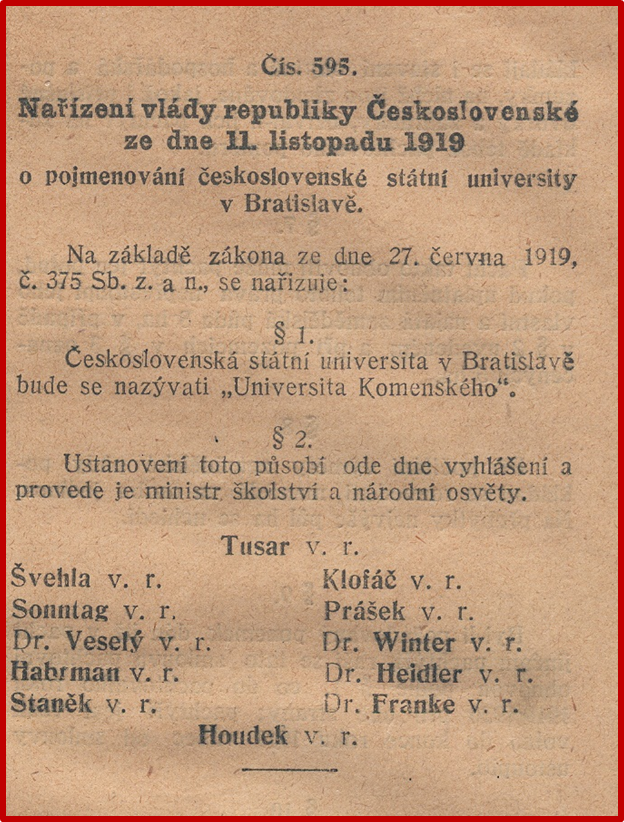 Čís. 595.
Nařízení vlády republiky Československé
ze dne 11. listopadu 1919
o pojmenování československé státní university
v Bratislavě.
Na základě zákona ze dne 27. června 1919,
č. 375 Sb. z. a n., se nařizuje:
§ 1.
Československá státní universita v Bratislavě
bude se nazývati „Universita Komenského“.
§ 2.
Ustanovení toto působí ode dne vyhlášení a
provede je ministr školství a národní osvěty.
Tusar v. r.
Švehla v. r. Klofáč v. r.
Sonntag v. r. Prášek v. r.
Dr. Veselý v. r. Dr. Winter v. r.
Habrman v. r. Dr. Heidler v. r.
Staněk v. r. Dr. Franke v. r.
Houdek v. r.